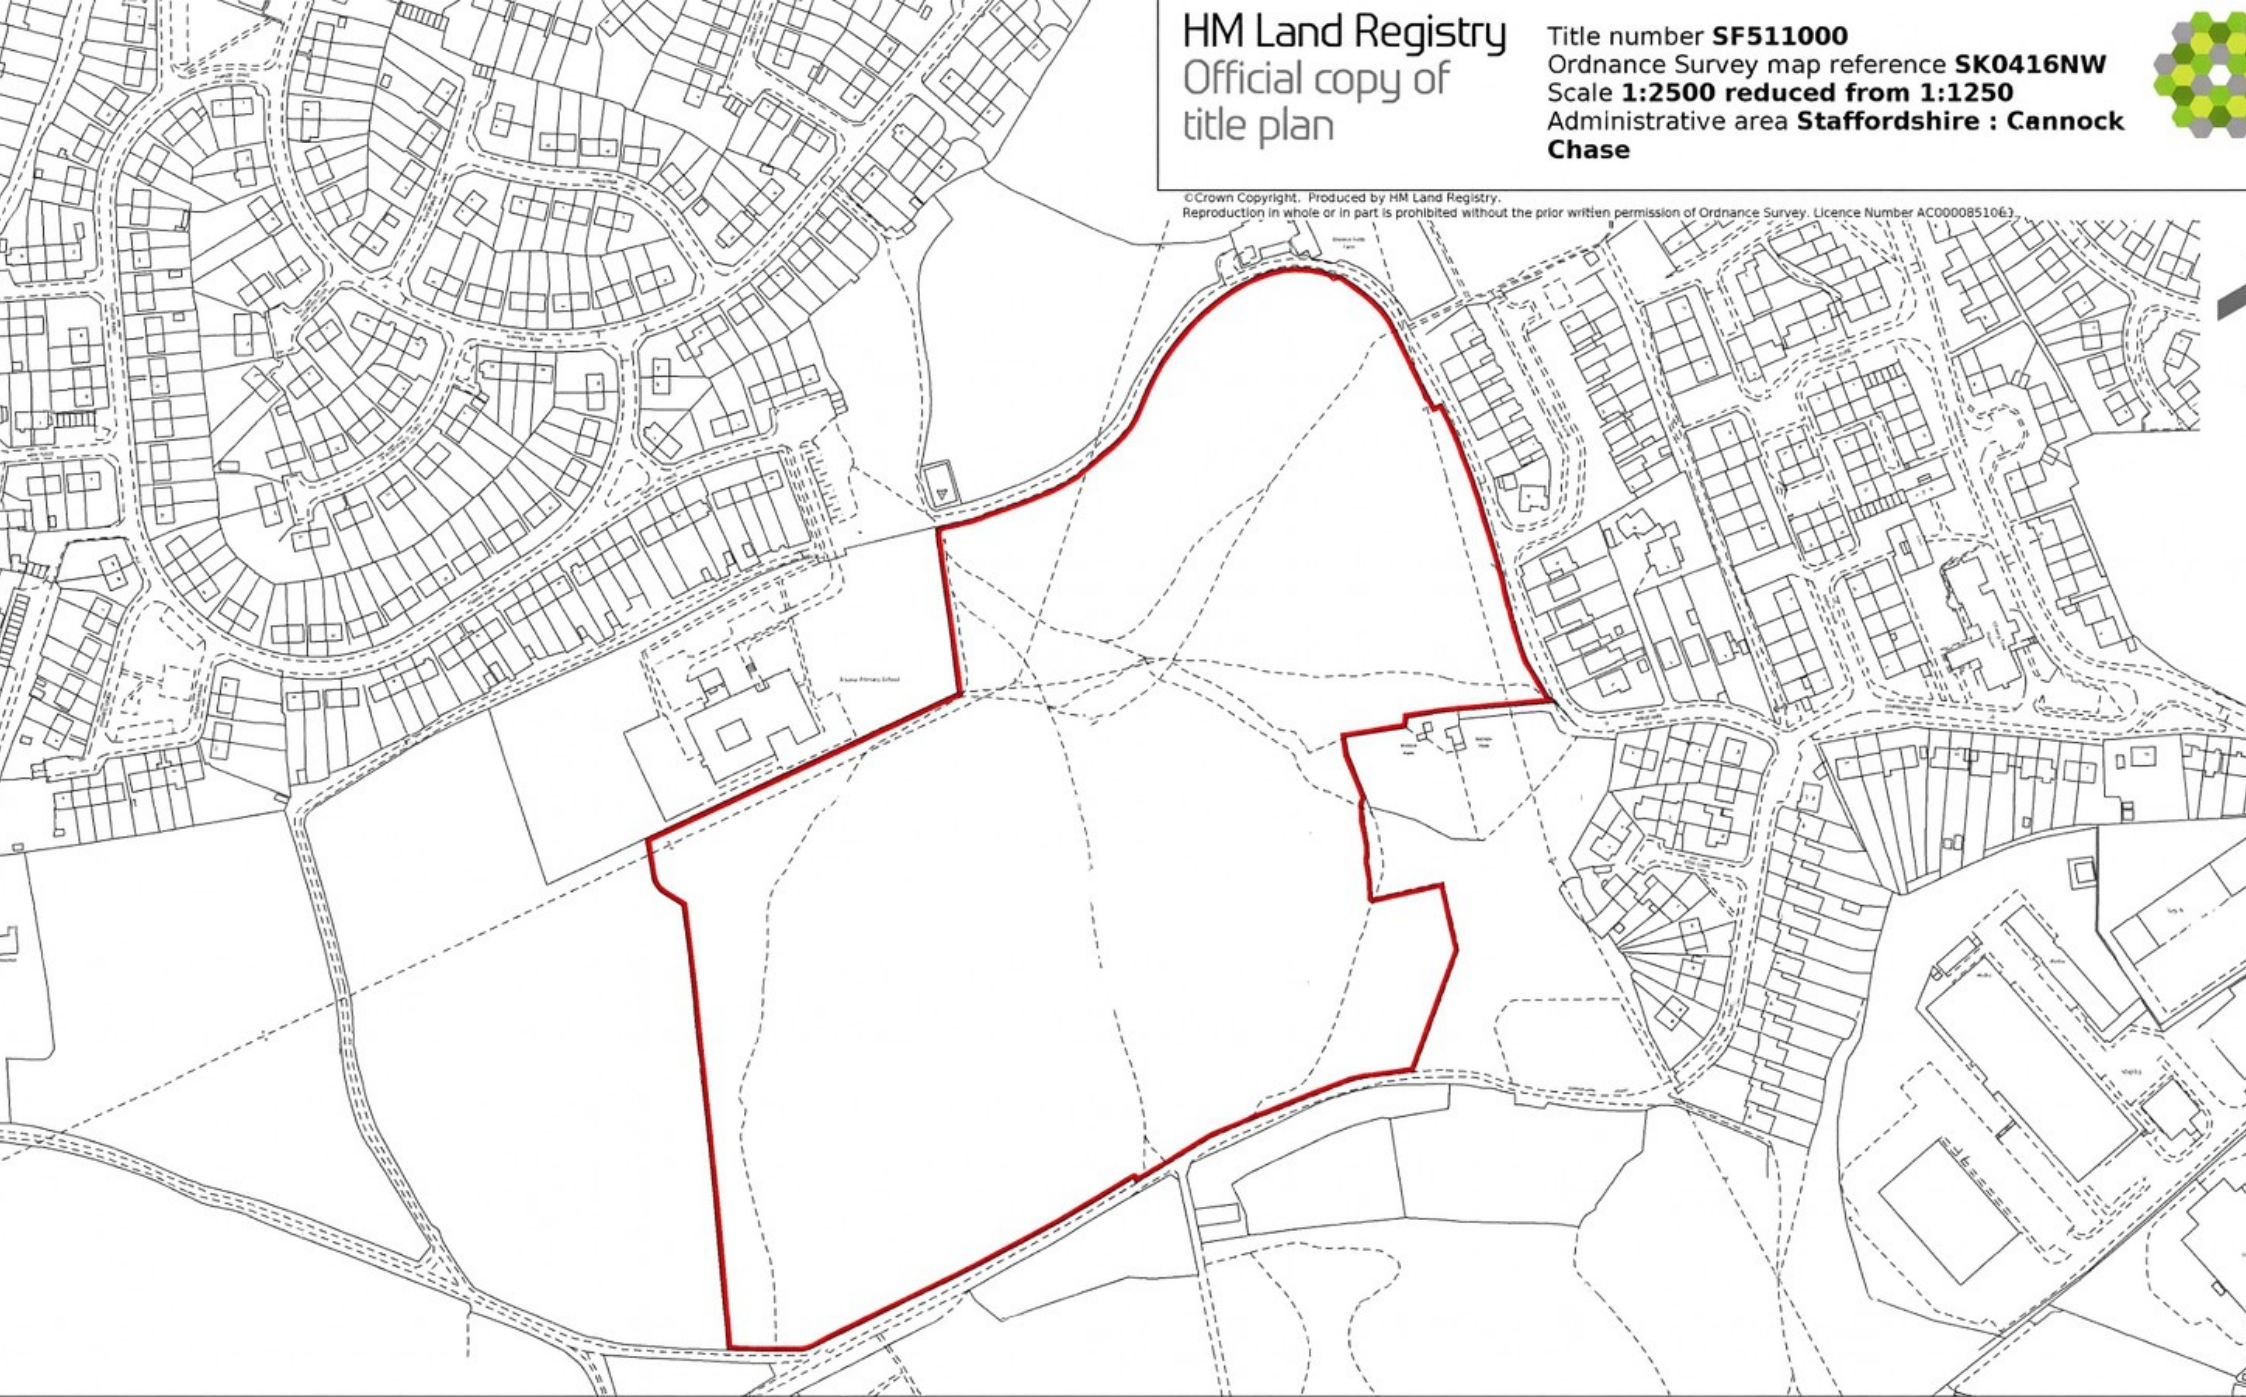 HM Land Registry
Official copy of
title plan
Title number SF511000
Ordnance Survey map reference SK0416NW
Scale 1:2500 reduced from 1:1250
Administrative area Staffordshire : Cannock
Chase
©Crown Copyright. Produced by HM Land Registry.
Reproduction in whole or in part is prohibited without the prior written permission of Ordnance Survey. Licence Number AC0000851063.
Primary School